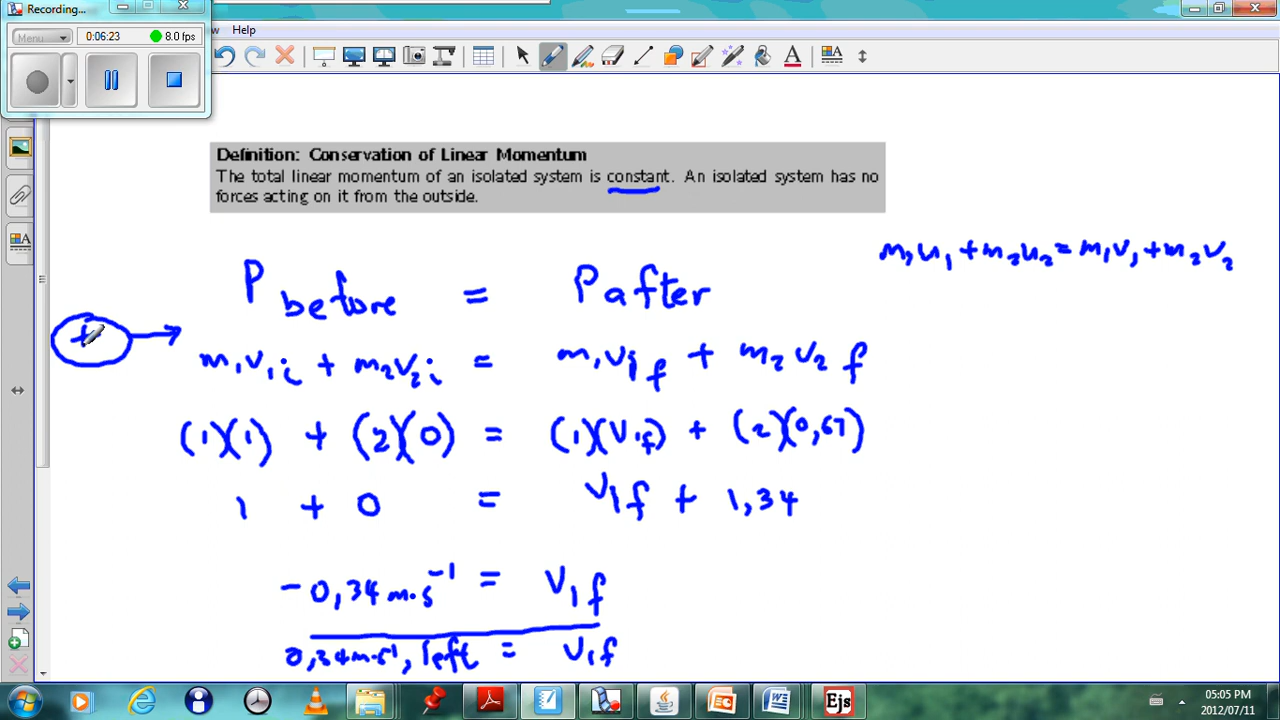 Recording...
Menu
0:06:23
8.0 fps
w Help
Definition: Conservation of Linear Momentum
The total linear momentum of an isolated system is constant. An isolated system has no
forces acting on it from the outside.
m₁u₁ + m₂u₂ = m₁v₁ + m₂v₂
P before = P after
+
m₁v₁i + m₂v₂i = m₁v₁f + m₂v₂f
(1)(1) + (2)(0) = (1)(V₁f) + (2)(0,67)
1 + 0 = V₁f + 1,34
-0,34 m·s⁻¹ = V₁f
0,34 m·s⁻¹, left = V₁f
Ejs
05:05 PM
2012/07/11